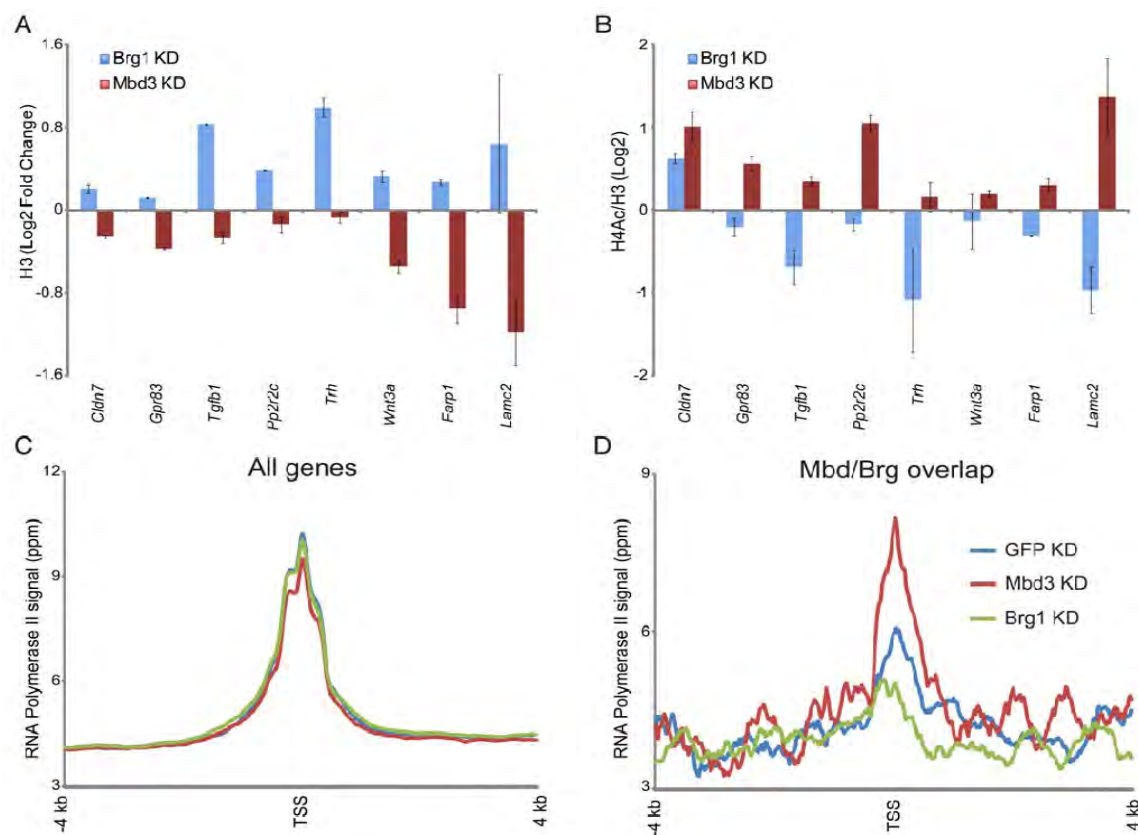 A
1.6
0.8
0
-0.8
-1.6
H3 (Log2 Fold Change)
Brg1 KD
Mbd3 KD
Cldn7
Gpr83
Tgfb1
Pp2r2c
Trh
Wnt3a
Farp1
Lamc2
B
2
1
0
-1
-2
H4Ac/H3 (Log2)
Brg1 KD
Mbd3 KD
Cldn7
Gpr83
Tgfb1
Pp2r2c
Trh
Wnt3a
Farp1
Lamc2
C
All genes
12
9
6
3
RNA Polymerase II signal (ppm)
-4 kb
TSS
4 kb
D
Mbd/Brg overlap
9
6
3
RNA Polymerase II signal (ppm)
GFP KD
Mbd3 KD
Brg1 KD
-4 kb
TSS
4 kb